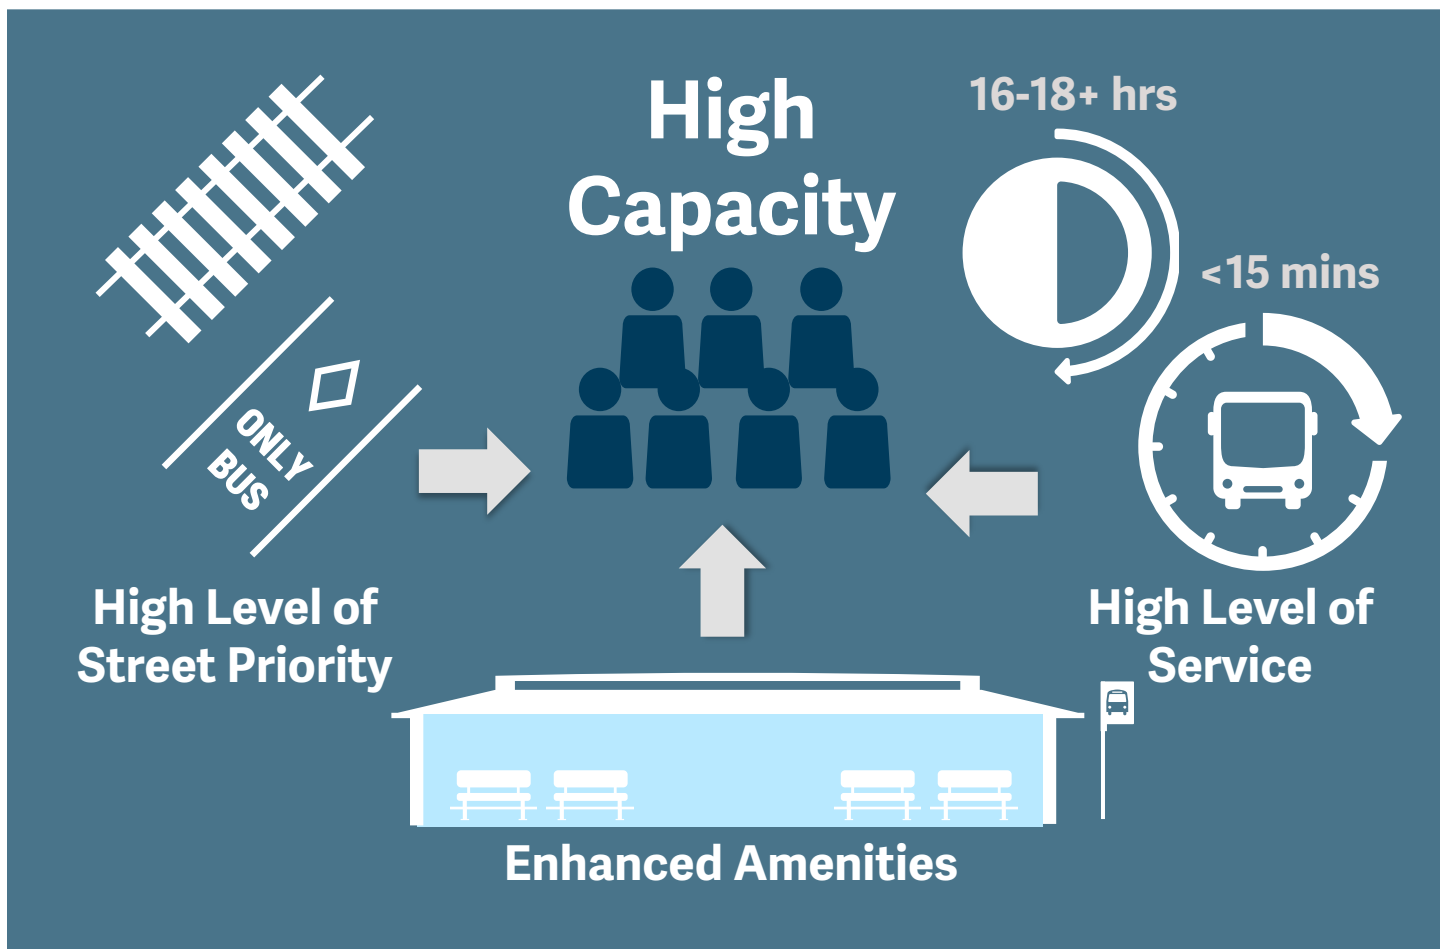 High
Capacity
16-18+ hrs
<15 mins
ONLY
BUS
High Level of
Street Priority
High Level of
Service
Enhanced Amenities